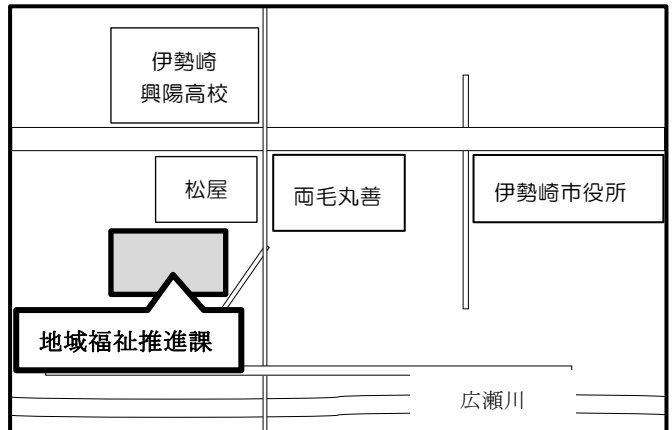 伊勢崎
興陽高校
松屋
両毛丸善
伊勢崎市役所
地域福祉推進課
広瀬川